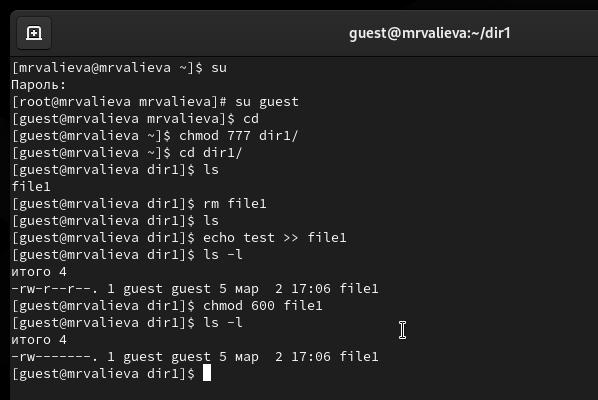 guest@mrvalieva:~/dir1
[mrvalieva@mrvalieva ~]$ su
Пароль:
[root@mrvalieva mrvalieva]# su guest
[guest@mrvalieva mrvalieva]$ cd
[guest@mrvalieva ~]$ chmod 777 dir1/
[guest@mrvalieva ~]$ cd dir1/
[guest@mrvalieva dir1]$ ls
file1
[guest@mrvalieva dir1]$ rm file1
[guest@mrvalieva dir1]$ ls
[guest@mrvalieva dir1]$ echo test >> file1
[guest@mrvalieva dir1]$ ls -l
итого 4
-rw-r--r--. 1 guest guest 5 мар  2 17:06 file1
[guest@mrvalieva dir1]$ chmod 600 file1
[guest@mrvalieva dir1]$ ls -l
итого 4
-rw-------. 1 guest guest 5 мар  2 17:06 file1
[guest@mrvalieva dir1]$